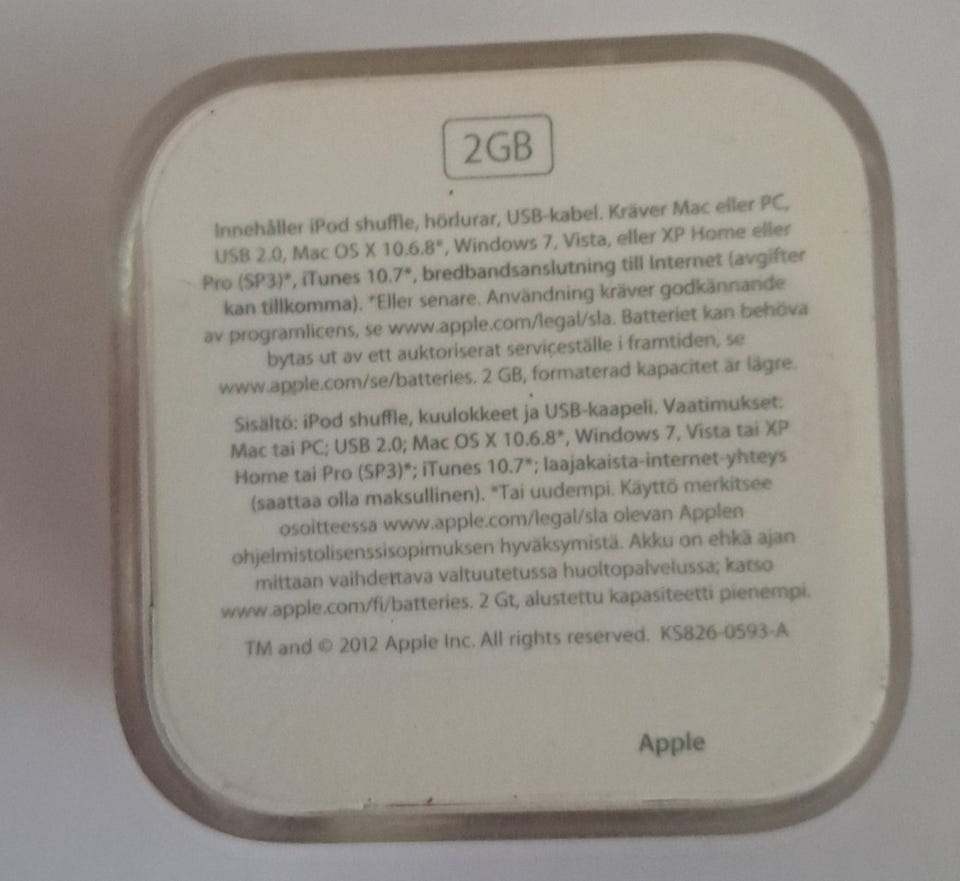 2GB
Innehåller iPod shuffle, hörlurar, USB-kabel. Kräver Mac eller PC,
USB 2.0, Mac OS X 10.6.8*, Windows 7, Vista, eller XP Home eller
Pro (SP3)*, iTunes 10.7*, bredbandsanslutning till Internet (avgifter
kan tillkomma). *Eller senare. Användning kräver godkännande
av programlicens, se www.apple.com/legal/sla. Batteriet kan behöva
bytas ut av ett auktoriserat serviceställe i framtiden, se
www.apple.com/se/batteries. 2 GB, formaterad kapacitet är lägre.
Sisältö: iPod shuffle, kuulokkeet ja USB-kaapeli. Vaatimukset:
Mac tai PC; USB 2.0; Mac OS X 10.6.8*, Windows 7, Vista tai XP
Home tai Pro (SP3)*; iTunes 10.7*; laajakaista-internet-yhteys
(saattaa olla maksullinen). *Tai uudempi. Käyttö merkitsee
osoitteessa www.apple.com/legal/sla olevan Applen
ohjelmistolisenssisopimuksen hyväksymistä. Akku on ehkä ajan
mittaan vaihdettava valtuutetussa huoltopalvelussa; katso
www.apple.com/fi/batteries. 2 Gt, alustettu kapasiteetti pienempi.
TM and © 2012 Apple Inc. All rights reserved. KS826-0593-A
Apple